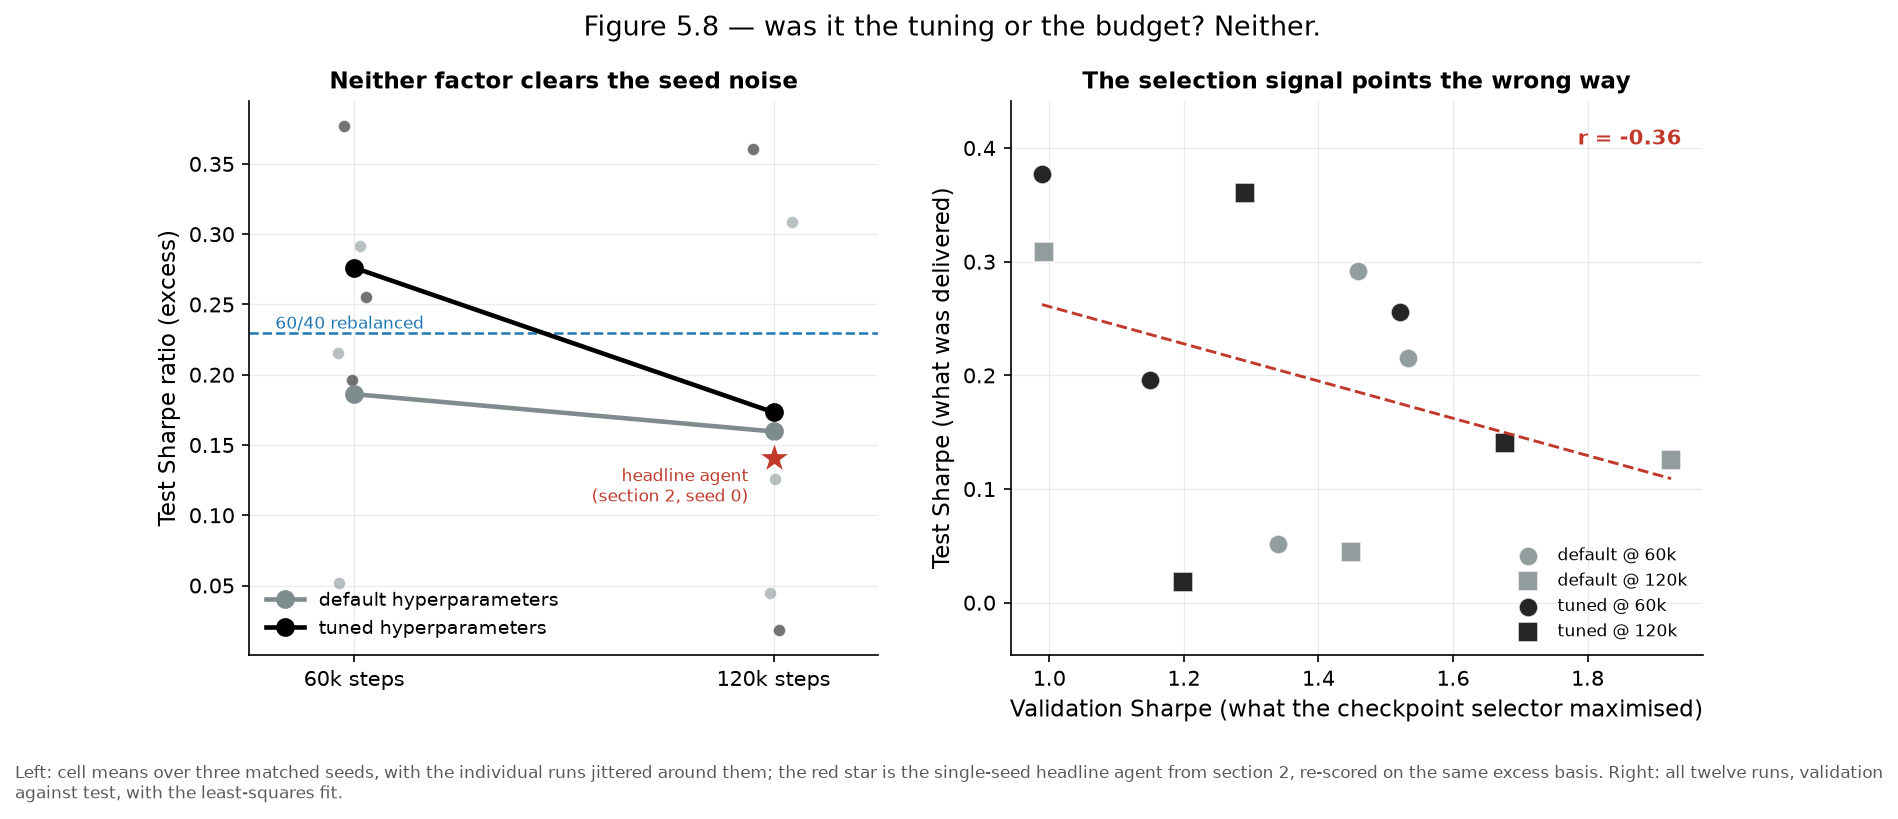 Figure 5.8 — was it the tuning or the budget? Neither.
Neither factor clears the seed noise
Test Sharpe ratio (excess)
0.35
0.30
0.25
0.20
0.15
0.10
0.05
60/40 rebalanced
headline agent
(section 2, seed 0)
default hyperparameters
tuned hyperparameters
60k steps
120k steps
The selection signal points the wrong way
Test Sharpe (what was delivered)
0.4
0.3
0.2
0.1
0.0
r = -0.36
default @ 60k
default @ 120k
tuned @ 60k
tuned @ 120k
1.0
1.2
1.4
1.6
1.8
Validation Sharpe (what the checkpoint selector maximised)
Left: cell means over three matched seeds, with the individual runs jittered around them; the red star is the single-seed headline agent from section 2, re-scored on the same excess basis. Right: all twelve runs, validation
against test, with the least-squares fit.